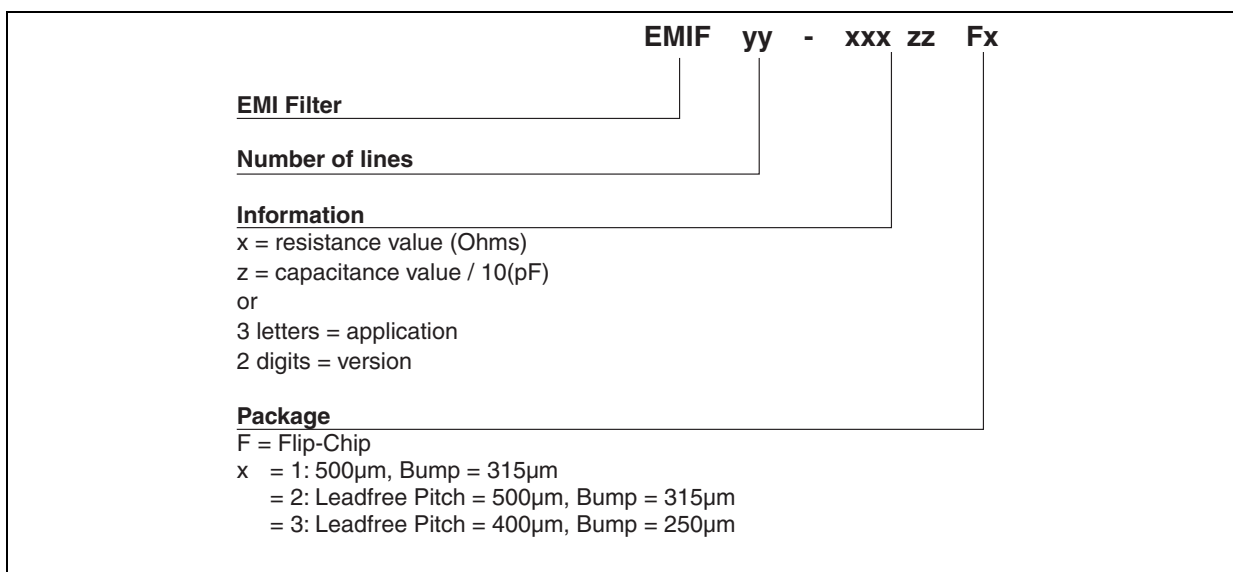 EMIF yy - xxx zz Fx
EMI Filter
Number of lines
Information
x = resistance value (Ohms)
z = capacitance value / 10(pF)
or
3 letters = application
2 digits = version
Package
F = Flip-Chip
x = 1: 500µm, Bump = 315µm
= 2: Leadfree Pitch = 500µm, Bump = 315µm
= 3: Leadfree Pitch = 400µm, Bump = 250µm